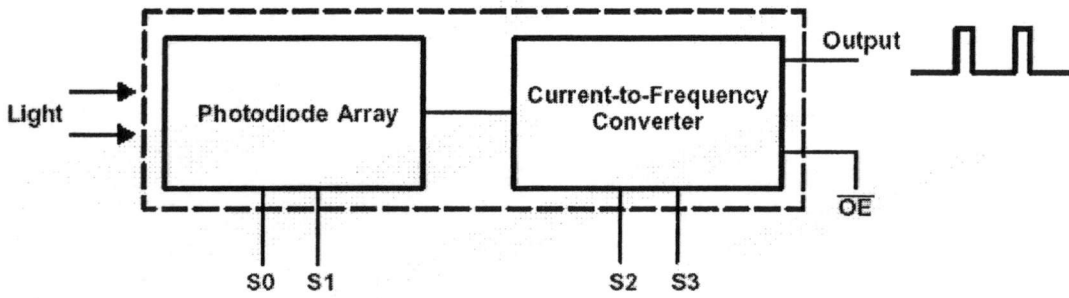 Light
Photodiode Array
Current-to-Frequency
Converter
Output
OE
S0
S1
S2
S3